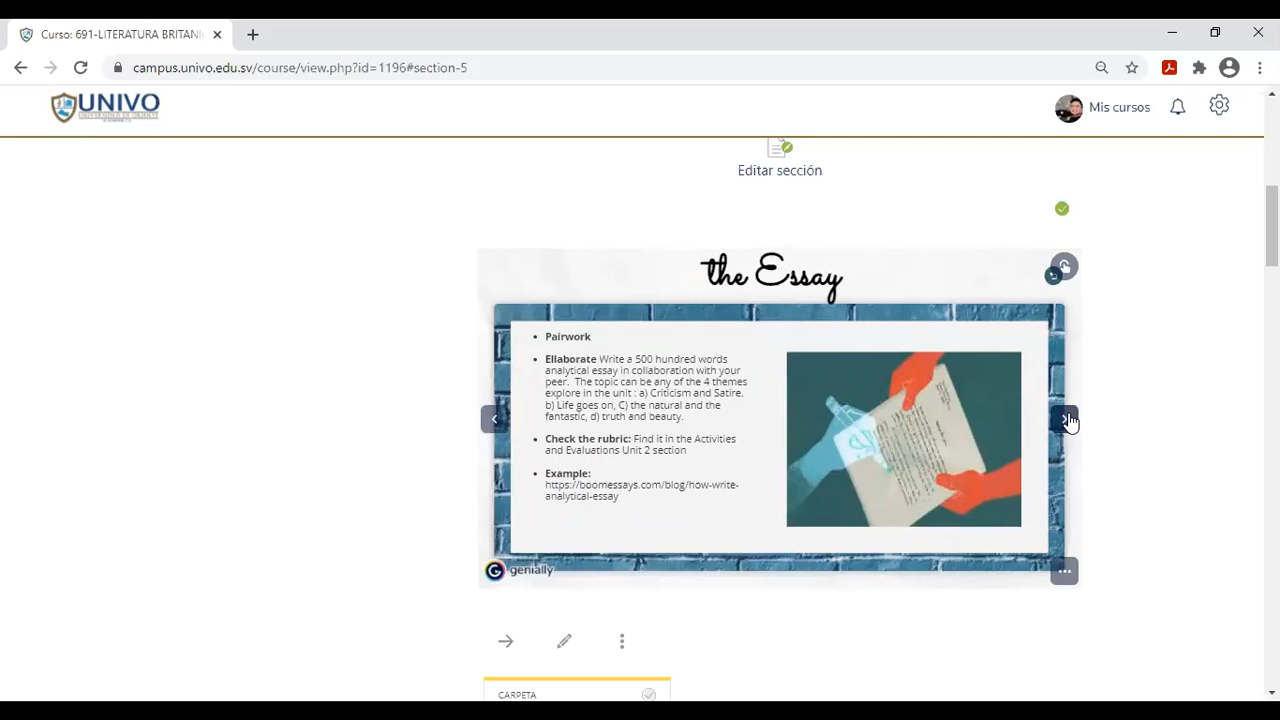 Curso: 691-LITERATURA BRITANI
campus.univo.edu.sv/course/view.php?id=1196#section-5
UNIVO
Mis cursos
Editar sección
the Essay
• Pairwork
• Ellaborate Write a 500 hundred words
analytical essay in collaboration with your
peer. The topic can be any of the 4 themes
explore in the unit : a) Criticism and Satire.
b) Life goes on, C) the natural and the
fantastic, d) truth and beauty.
• Check the rubric: Find it in the Activities
and Evaluations Unit 2 section
• Example:
https://boomessays.com/blog/how-write-
analytical-essay
genially
CARPETA